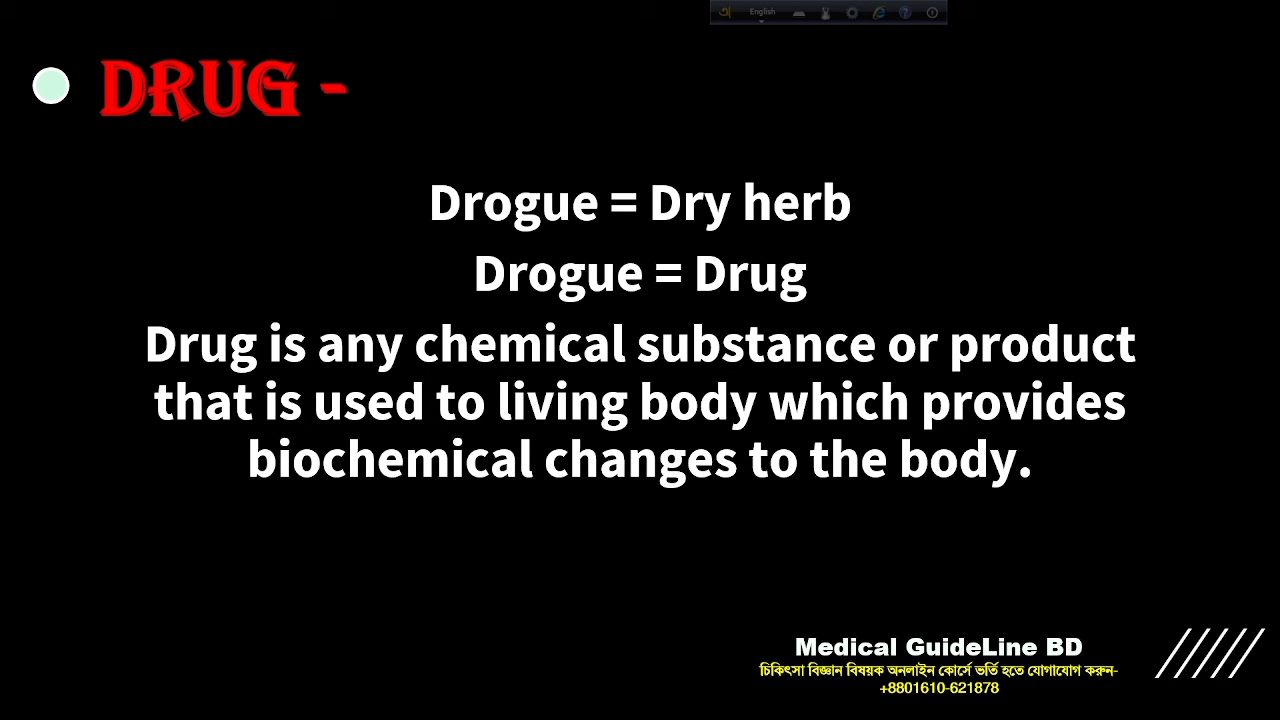 অ English
DRUG -
Drogue = Dry herb
Drogue = Drug
Drug is any chemical substance or product
that is used to living body which provides
biochemical changes to the body.
Medical GuideLine BD
চিকিৎসা বিজ্ঞান বিষয়ক অনলাইন কোর্সে ভর্তি হতে যোগাযোগ করুন-
+8801610-621878